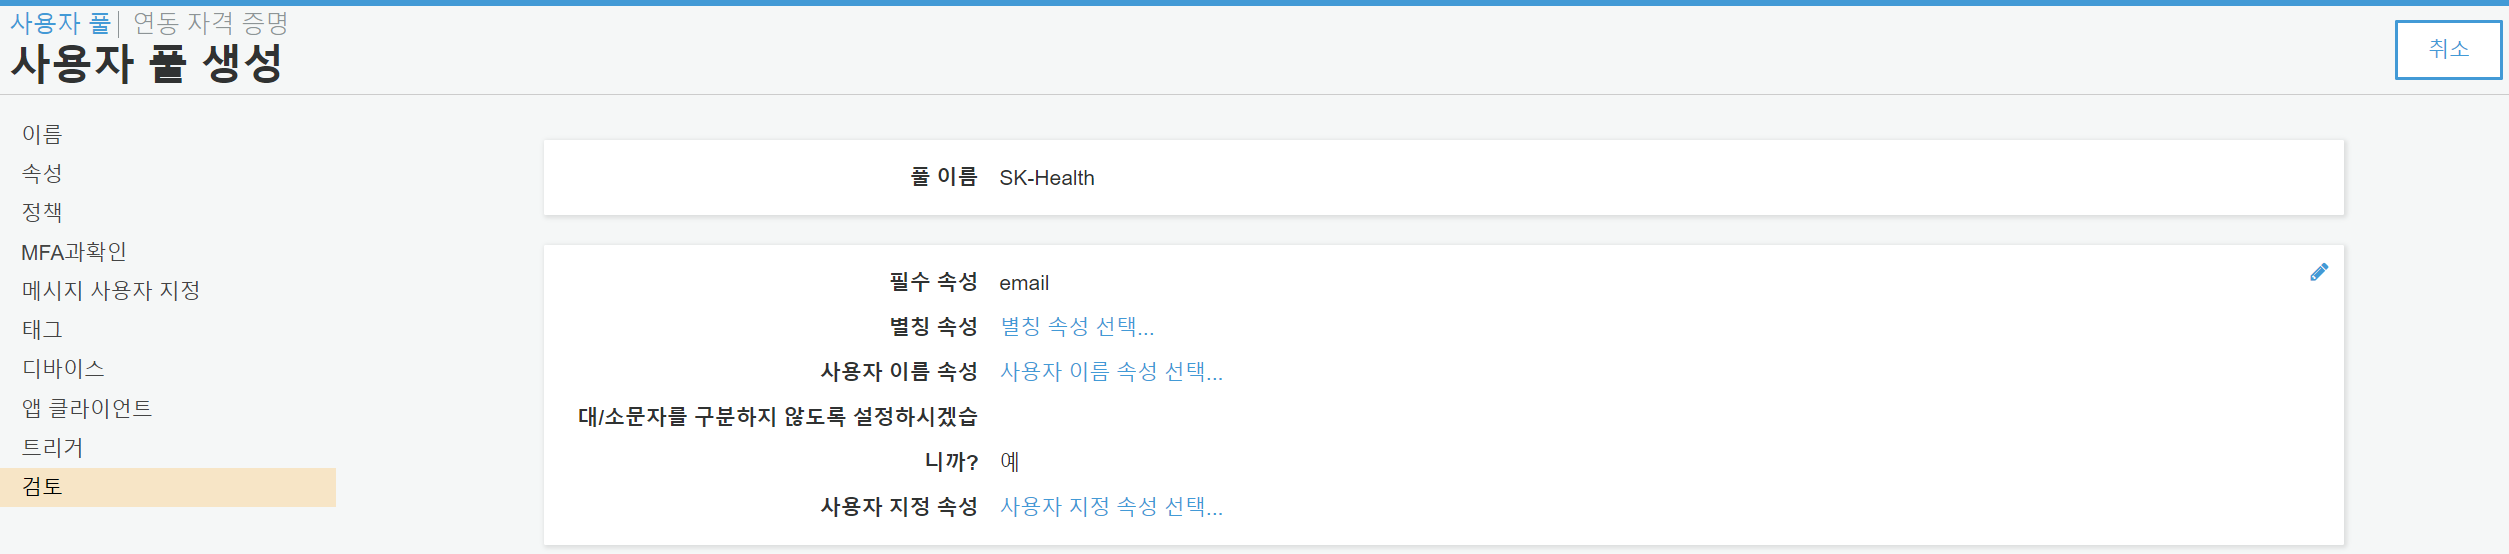 사용자 풀 | 연동 자격 증명
사용자 풀 생성
취소
이름
속성
정책
MFA과확인
메시지 사용자 지정
태그
디바이스
앱 클라이언트
트리거
검토
풀 이름 SK-Health
필수 속성 email
별칭 속성 별칭 속성 선택...
사용자 이름 속성 사용자 이름 속성 선택...
대/소문자를 구분하지 않도록 설정하시겠습
니까? 예
사용자 지정 속성 사용자 지정 속성 선택...